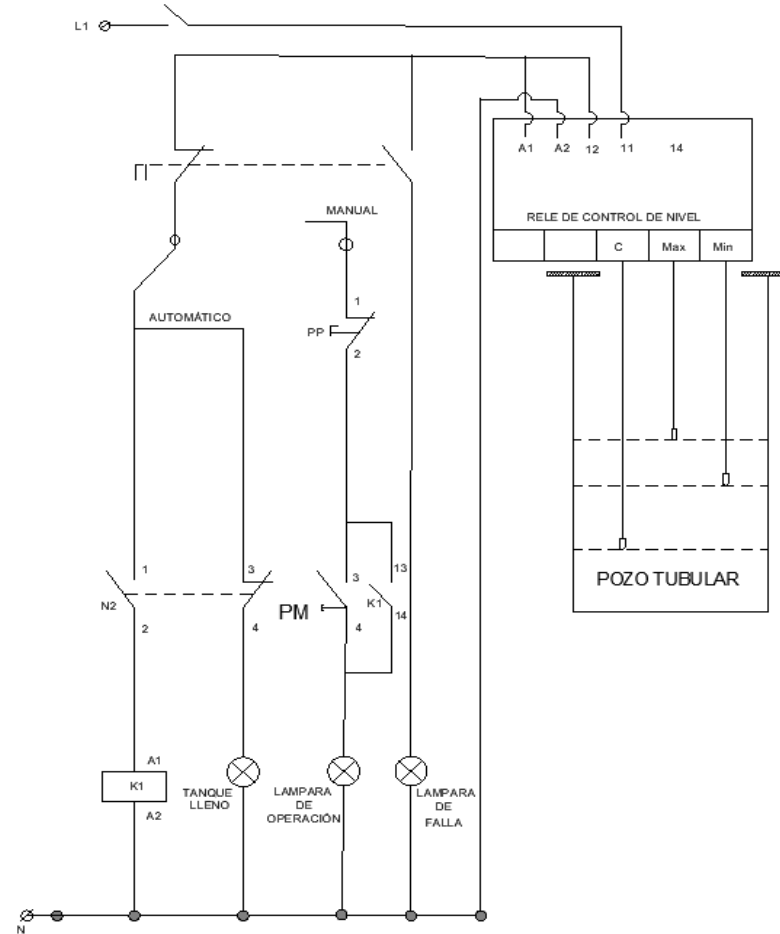 L1
A1
A2
12
11
14
RELE DE CONTROL DE NIVEL
C
Max
Min
MANUAL
1
PP
2
AUTOMÁTICO
POZO TUBULAR
1
N2
2
3
4
PM
3
4
13
K1
14
A1
K1
A2
TANQUE
LLENO
LAMPARA
DE
OPERACIÓN
LAMPARA
DE
FALLA
N